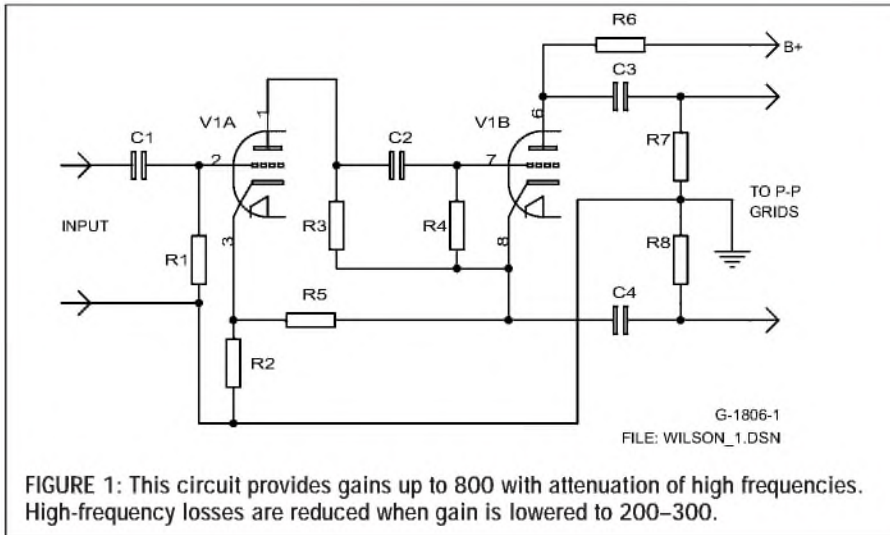 R6
B+
C3
1
6
V1A
V1B
C1
C2
R7
2
7
TO P-P
GRIDS
INPUT
R3
R4
R1
3
8
R8
R5
C4
R2
G-1806-1
FILE: WILSON_1.DSN
FIGURE 1: This circuit provides gains up to 800 with attenuation of high frequencies.
High-frequency losses are reduced when gain is lowered to 200–300.